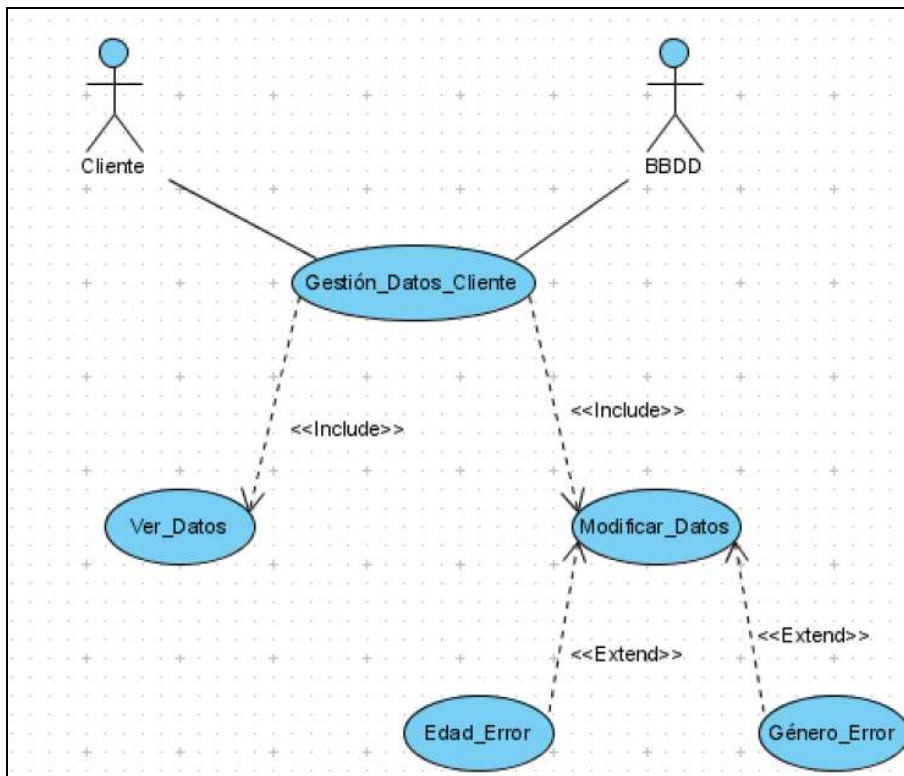 Cliente
BBDD
Gestión_Datos_Cliente
<<Include>>
<<Include>>
Ver_Datos
Modificar_Datos
<<Extend>>
<<Extend>>
Edad_Error
Género_Error